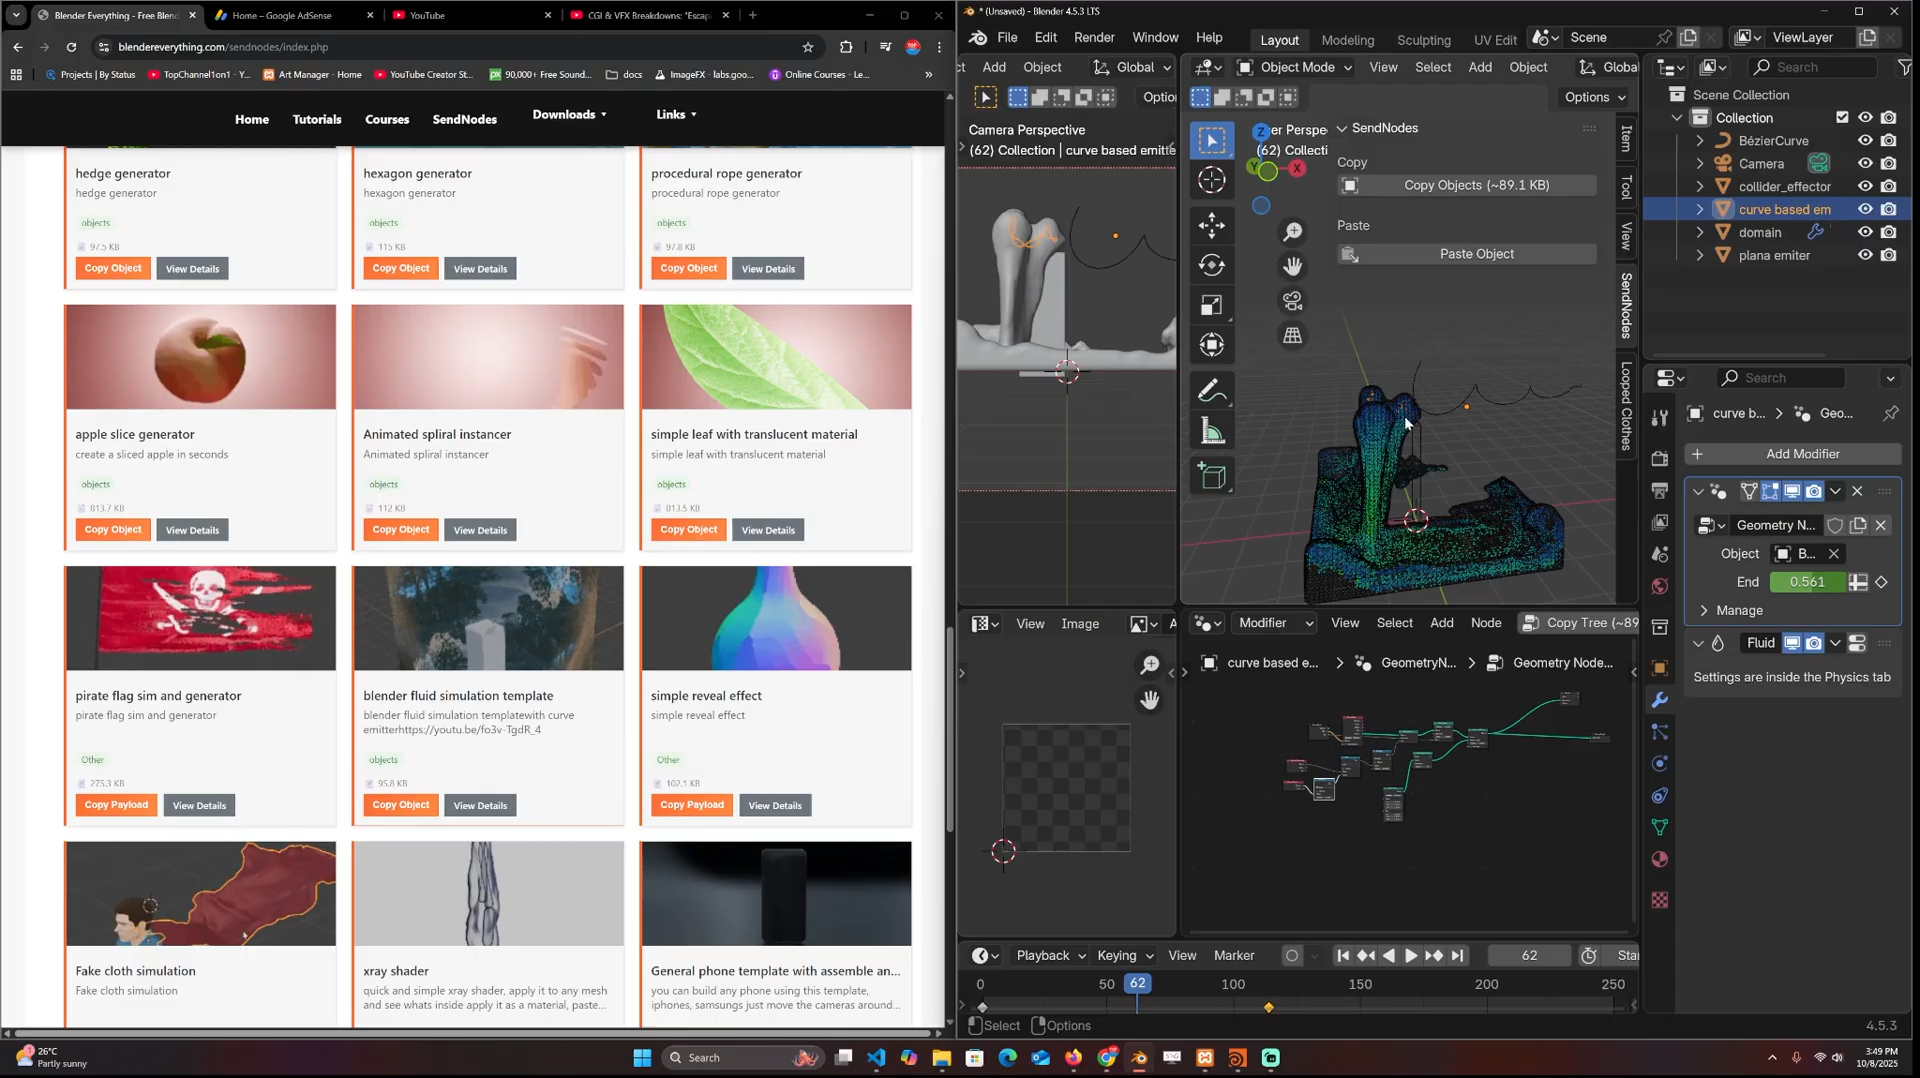 Blender Everything - Free Blend
Home – Google AdSense
YouTube
CGI & VFX Breakdowns: "Escap
blendereverything.com/sendnodes/index.php
Projects | By Status
TopChannel1on1 - Y...
Art Manager - Home
YouTube Creator St...
90,000+ Free Sound...
docs
ImageFX - labs.goo...
Online Courses - Le...
Home
Tutorials
Courses
SendNodes
Downloads
Links
hedge generator
hedge generator
objects
97.5 KB
Copy Object
View Details
hexagon generator
hexagon generator
objects
115 KB
Copy Object
View Details
procedural rope generator
procedural rope generator
objects
97.8 KB
Copy Object
View Details
apple slice generator
create a sliced apple in seconds
objects
813.7 KB
Copy Object
View Details
Animated spliral instancer
Animated spliral instancer
objects
112 KB
Copy Object
View Details
simple leaf with translucent material
simple leaf with translucent material
objects
813.5 KB
Copy Object
View Details
pirate flag sim and generator
pirate flag sim and generator
Other
275.3 KB
Copy Payload
View Details
blender fluid simulation template
blender fluid simulation templatewith curve
emitterhttps://youtu.be/fo3v-TgdR_4
objects
95.8 KB
Copy Object
View Details
simple reveal effect
simple reveal effect
Other
102.1 KB
Copy Payload
View Details
Fake cloth simulation
Fake cloth simulation
xray shader
quick and simple xray shader, apply it to any mesh
and see whats inside apply it as a material, paste...
General phone template with assemble an...
you can build any phone using this template,
iphones, samsungs just move the cameras around...
* (Unsaved) - Blender 4.5.3 LTS
File
Edit
Render
Window
Help
Layout
Modeling
Sculpting
UV Edit
Scene
ViewLayer
ct
Add
Object
Global
Optio
Camera Perspective
(62) Collection | curve based emitte
Object Mode
View
Select
Add
Object
Globa
Options
er Perspe
(62) Collecti
Z
X
Y
SendNodes
Copy
Copy Objects (~89.1 KB)
Paste
Paste Object
Item
Tool
View
SendNodes
Looped Clothes
Search
Scene Collection
Collection
BézierCurve
Camera
collider_effector
curve based em
domain
plana emiter
Search
curve b...
Geo...
Add Modifier
Geometry N...
Object
B...
End
0.561
Manage
Fluid
Settings are inside the Physics tab
View
Image
A
Modifier
View
Select
Add
Node
Copy Tree (~89
curve based e...
GeometryN...
Geometry Node...
Playback
Keying
View
Marker
62
Star
0
50
62
100
150
200
250
Select
Options
4.5.3
26°C
Partly sunny
Search
3:49 PM
10/8/2025